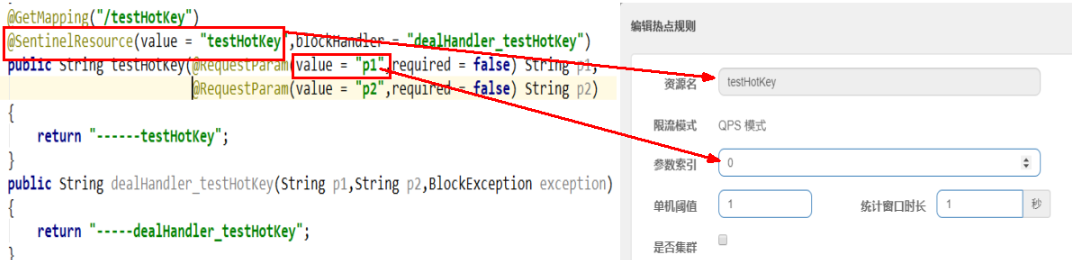 @GetMapping("/testHotKey")
@SentinelResource(value = "testHotKey",blockHandler = "dealHandler_testHotKey")
public String testHotKey(@RequestParam(value = "p1",required = false) String p1,
@RequestParam(value = "p2",required = false) String p2)
{
return "------testHotKey";
}
public String dealHandler_testHotKey(String p1,String p2,BlockException exception)
{
return "-----dealHandler_testHotKey";
}
编辑热点规则
资源名 testHotKey
限流模式 QPS 模式
参数索引 0
单机阈值 1 统计窗口时长 1 秒
是否集群